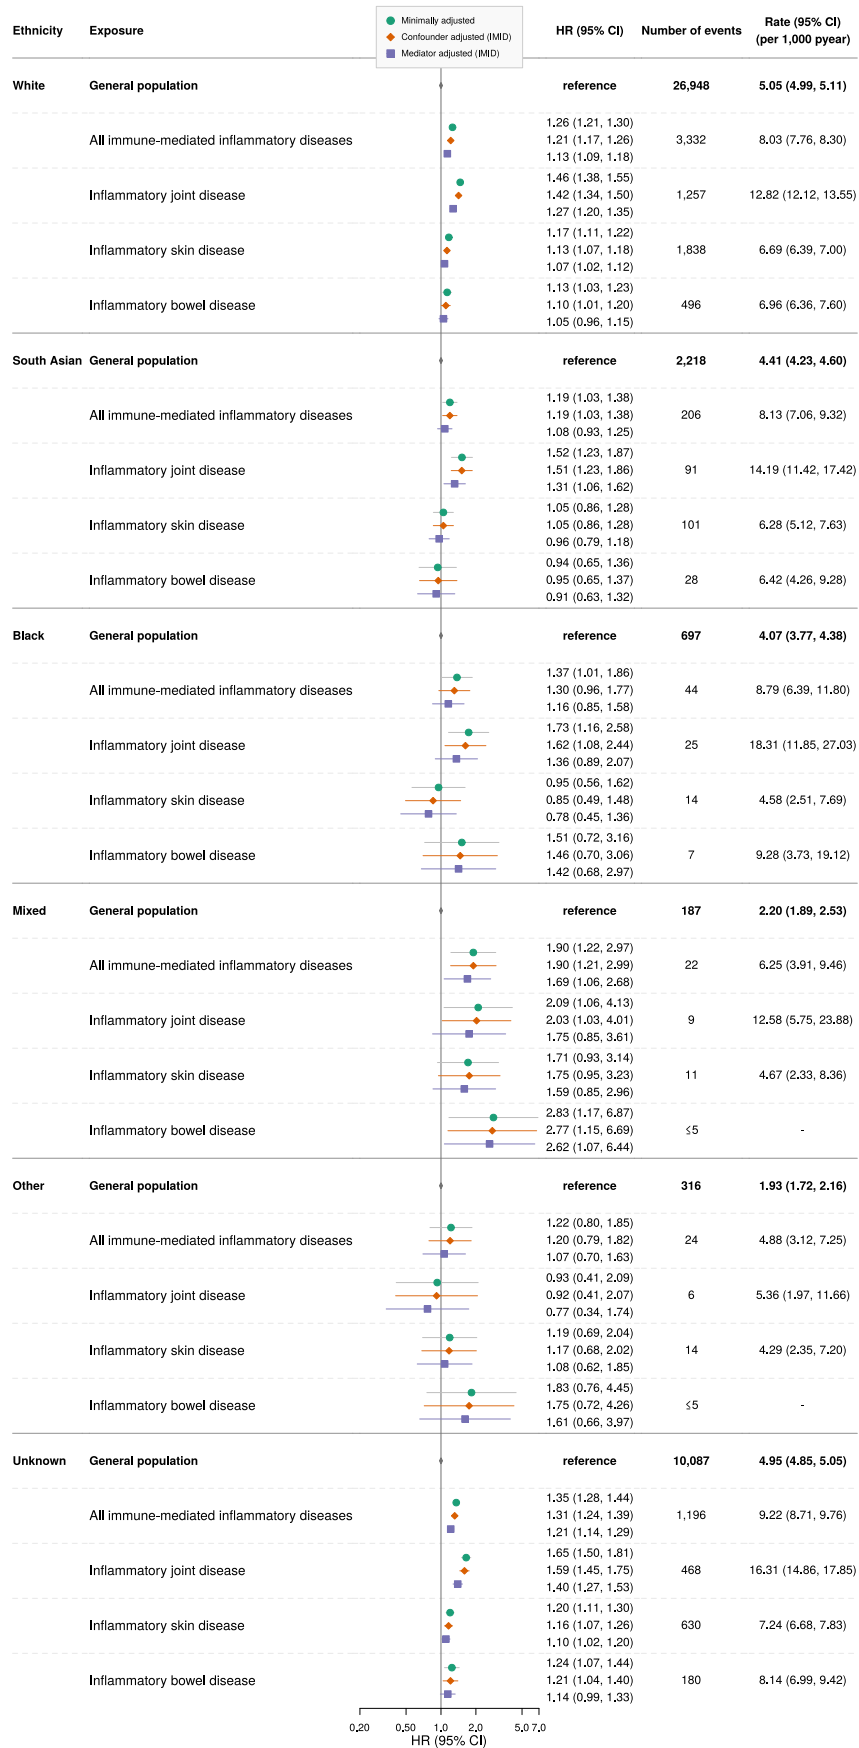 Ethnicity Exposure HR (95% CI) Number of events Rate (95% CI) (per 1,000 pyear)
Minimally adjusted
Confounder adjusted (IMID)
Mediator adjusted (IMID)
White General population reference 26,948 5.05 (4.99, 5.11)
1.26 (1.21, 1.30)
All immune-mediated inflammatory diseases 1.21 (1.17, 1.26) 3,332 8.03 (7.76, 8.30)
1.13 (1.09, 1.18)
1.46 (1.38, 1.55)
Inflammatory joint disease 1.42 (1.34, 1.50) 1,257 12.82 (12.12, 13.55)
1.27 (1.20, 1.35)
1.17 (1.11, 1.22)
Inflammatory skin disease 1.13 (1.07, 1.18) 1,838 6.69 (6.39, 7.00)
1.07 (1.02, 1.12)
1.13 (1.03, 1.23)
Inflammatory bowel disease 1.10 (1.01, 1.20) 496 6.96 (6.36, 7.60)
1.05 (0.96, 1.15)
South Asian General population reference 2,218 4.41 (4.23, 4.60)
1.19 (1.03, 1.38)
All immune-mediated inflammatory diseases 1.19 (1.03, 1.38) 206 8.13 (7.06, 9.32)
1.08 (0.93, 1.25)
1.52 (1.23, 1.87)
Inflammatory joint disease 1.51 (1.23, 1.86) 91 14.19 (11.42, 17.42)
1.31 (1.06, 1.62)
1.05 (0.86, 1.28)
Inflammatory skin disease 1.05 (0.86, 1.28) 101 6.28 (5.12, 7.63)
0.96 (0.79, 1.18)
0.94 (0.65, 1.36)
Inflammatory bowel disease 0.95 (0.65, 1.37) 28 6.42 (4.26, 9.28)
0.91 (0.63, 1.32)
Black General population reference 697 4.07 (3.77, 4.38)
1.37 (1.01, 1.86)
All immune-mediated inflammatory diseases 1.30 (0.96, 1.77) 44 8.79 (6.39, 11.80)
1.16 (0.85, 1.58)
1.73 (1.16, 2.58)
Inflammatory joint disease 1.62 (1.08, 2.44) 25 18.31 (11.85, 27.03)
1.36 (0.89, 2.07)
0.95 (0.56, 1.62)
Inflammatory skin disease 0.85 (0.49, 1.48) 14 4.58 (2.51, 7.69)
0.78 (0.45, 1.36)
1.51 (0.72, 3.16)
Inflammatory bowel disease 1.46 (0.70, 3.06) 7 9.28 (3.73, 19.12)
1.42 (0.68, 2.97)
Mixed General population reference 187 2.20 (1.89, 2.53)
1.90 (1.22, 2.97)
All immune-mediated inflammatory diseases 1.90 (1.21, 2.99) 22 6.25 (3.91, 9.46)
1.69 (1.06, 2.68)
2.09 (1.06, 4.13)
Inflammatory joint disease 2.03 (1.03, 4.01) 9 12.58 (5.75, 23.88)
1.75 (0.85, 3.61)
1.71 (0.93, 3.14)
Inflammatory skin disease 1.75 (0.95, 3.23) 11 4.67 (2.33, 8.36)
1.59 (0.85, 2.96)
2.83 (1.17, 6.87)
Inflammatory bowel disease 2.77 (1.15, 6.69) ≤5 -
2.62 (1.07, 6.44)
Other General population reference 316 1.93 (1.72, 2.16)
1.22 (0.80, 1.85)
All immune-mediated inflammatory diseases 1.20 (0.79, 1.82) 24 4.88 (3.12, 7.25)
1.07 (0.70, 1.63)
0.93 (0.41, 2.09)
Inflammatory joint disease 0.92 (0.41, 2.07) 6 5.36 (1.97, 11.66)
0.77 (0.34, 1.74)
1.19 (0.69, 2.04)
Inflammatory skin disease 1.17 (0.68, 2.02) 14 4.29 (2.35, 7.20)
1.08 (0.62, 1.85)
1.83 (0.76, 4.45)
Inflammatory bowel disease 1.75 (0.72, 4.26) ≤5 -
1.61 (0.66, 3.97)
Unknown General population reference 10,087 4.95 (4.85, 5.05)
1.35 (1.28, 1.44)
All immune-mediated inflammatory diseases 1.31 (1.24, 1.39) 1,196 9.22 (8.71, 9.76)
1.21 (1.14, 1.29)
1.65 (1.50, 1.81)
Inflammatory joint disease 1.59 (1.45, 1.75) 468 16.31 (14.86, 17.85)
1.40 (1.27, 1.53)
1.20 (1.11, 1.30)
Inflammatory skin disease 1.16 (1.07, 1.26) 630 7.24 (6.68, 7.83)
1.10 (1.02, 1.20)
1.24 (1.07, 1.44)
Inflammatory bowel disease 1.21 (1.04, 1.40) 180 8.14 (6.99, 9.42)
1.14 (0.99, 1.33)
0.20 0.50 1.0 2.0 5.0 7.0
HR (95% CI)